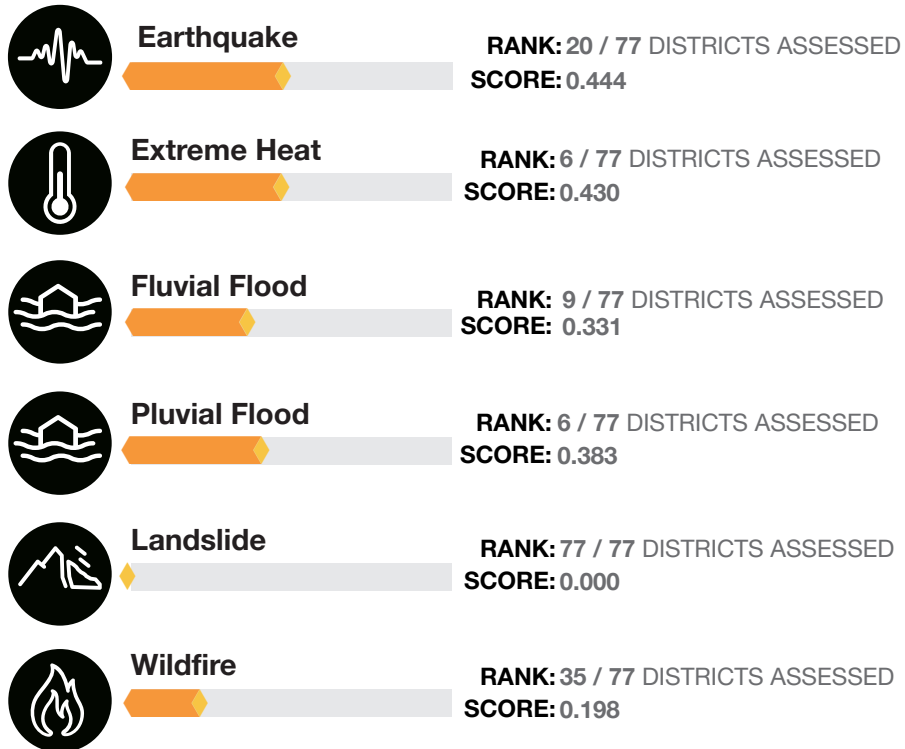 Earthquake
RANK: 20 / 77 DISTRICTS ASSESSED
SCORE: 0.444
Extreme Heat
RANK: 6 / 77 DISTRICTS ASSESSED
SCORE: 0.430
Fluvial Flood
RANK: 9 / 77 DISTRICTS ASSESSED
SCORE: 0.331
Pluvial Flood
RANK: 6 / 77 DISTRICTS ASSESSED
SCORE: 0.383
Landslide
RANK: 77 / 77 DISTRICTS ASSESSED
SCORE: 0.000
Wildfire
RANK: 35 / 77 DISTRICTS ASSESSED
SCORE: 0.198